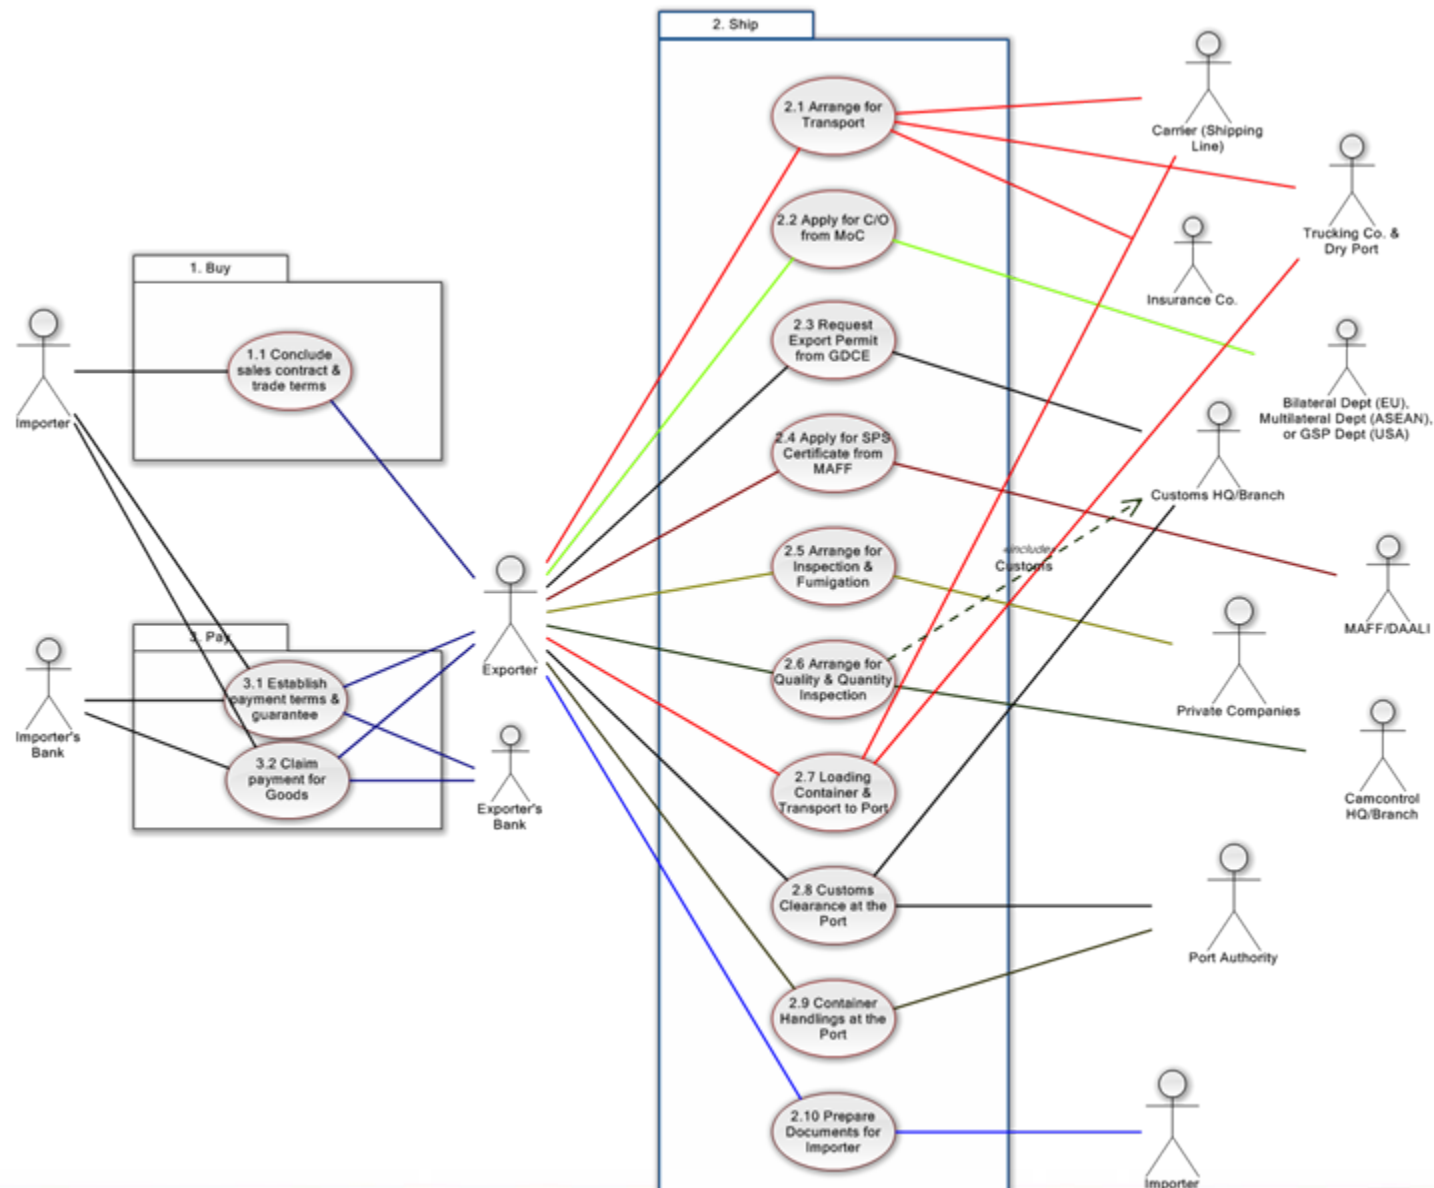 2. Ship
2.1 Arrange for
Transport
Carrier (Shipping
Line)
2.2 Apply for C/O
from MoC
Trucking Co. &
Dry Port
Insurance Co.
1. Buy
1.1 Conclude
sales contract &
trade terms
Importer
2.3 Request
Export Permit
from GDCE
Bilateral Dept (EU),
Multilateral Dept (ASEAN),
or GSP Dept (USA)
2.4 Apply for SPS
Certificate from
MAFF
Customs HQ/Branch
«include»
Customs
2.5 Arrange for
Inspection &
Fumigation
MAFF/DAALI
Exporter
3. Pay
3.1 Establish
payment terms &
guarantee
2.6 Arrange for
Quality & Quantity
Inspection
Private Companies
Importer's
Bank
3.2 Claim
payment for
Goods
Exporter's
Bank
2.7 Loading
Container &
Transport to Port
Camcontrol
HQ/Branch
2.8 Customs
Clearance at the
Port
Port Authority
2.9 Container
Handlings at the
Port
2.10 Prepare
Documents for
Importer
Importer